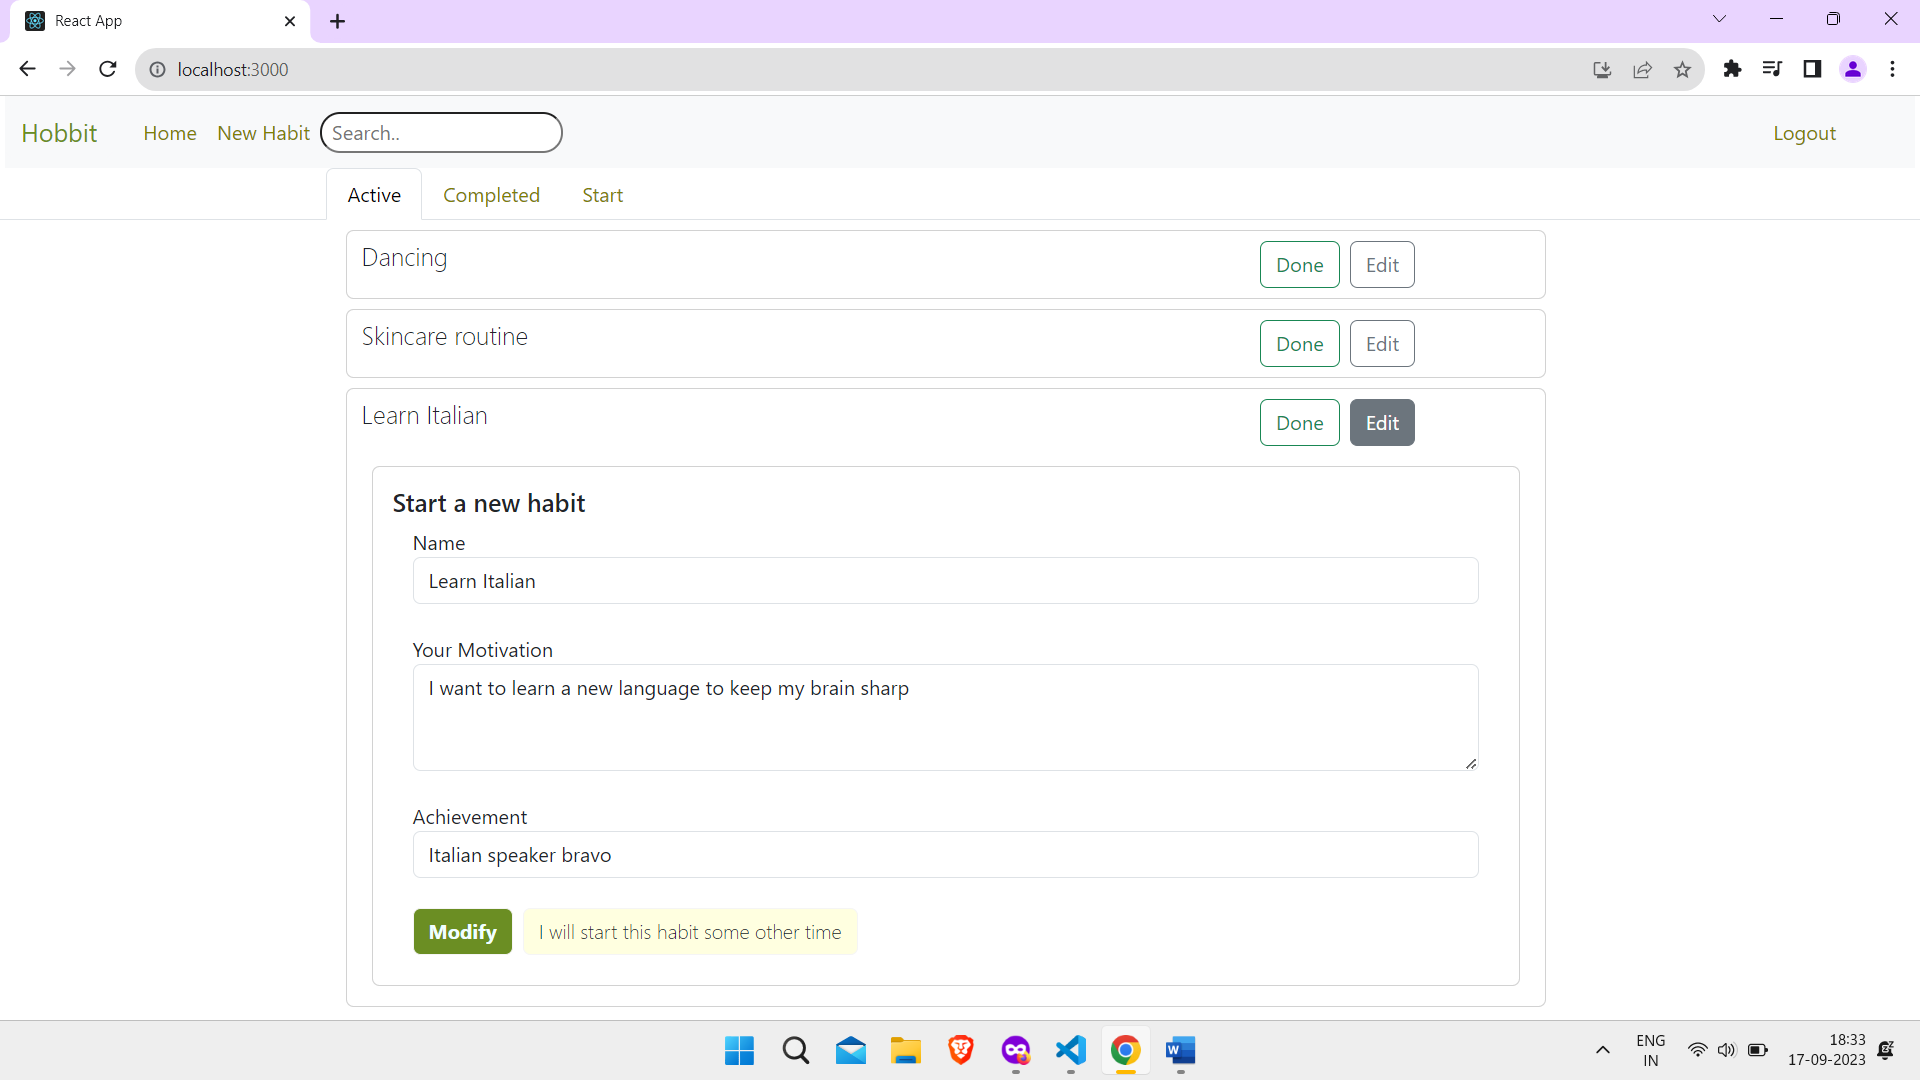 React App
localhost:3000
Hobbit Home New Habit Search.. Logout
Active Completed Start
Dancing Done Edit
Skincare routine Done Edit
Learn Italian Done Edit
Start a new habit
Name
Learn Italian
Your Motivation
I want to learn a new language to keep my brain sharp
Achievement
Italian speaker bravo
Modify I will start this habit some other time
ENG 18:33
IN 17-09-2023